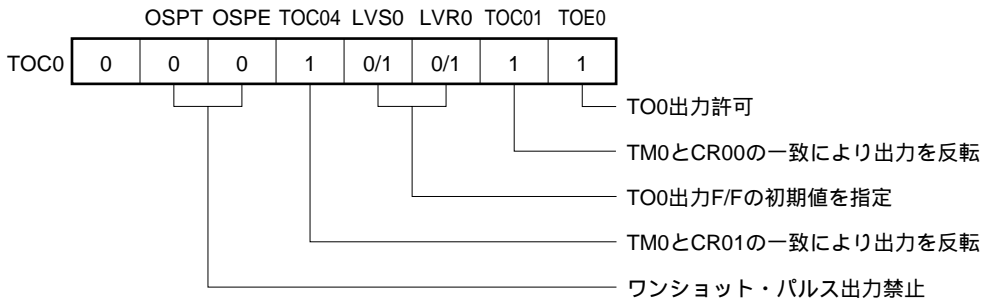 OSPT OSPE TOC04 LVS0 LVR0 TOC01 TOE0
TOC0 0 0 0 1 0/1 0/1 1 1
TO0出力許可
TM0とCR00の一致により出力を反転
TO0出力F/Fの初期値を指定
TM0とCR01の一致により出力を反転
ワンショット・パルス出力禁止